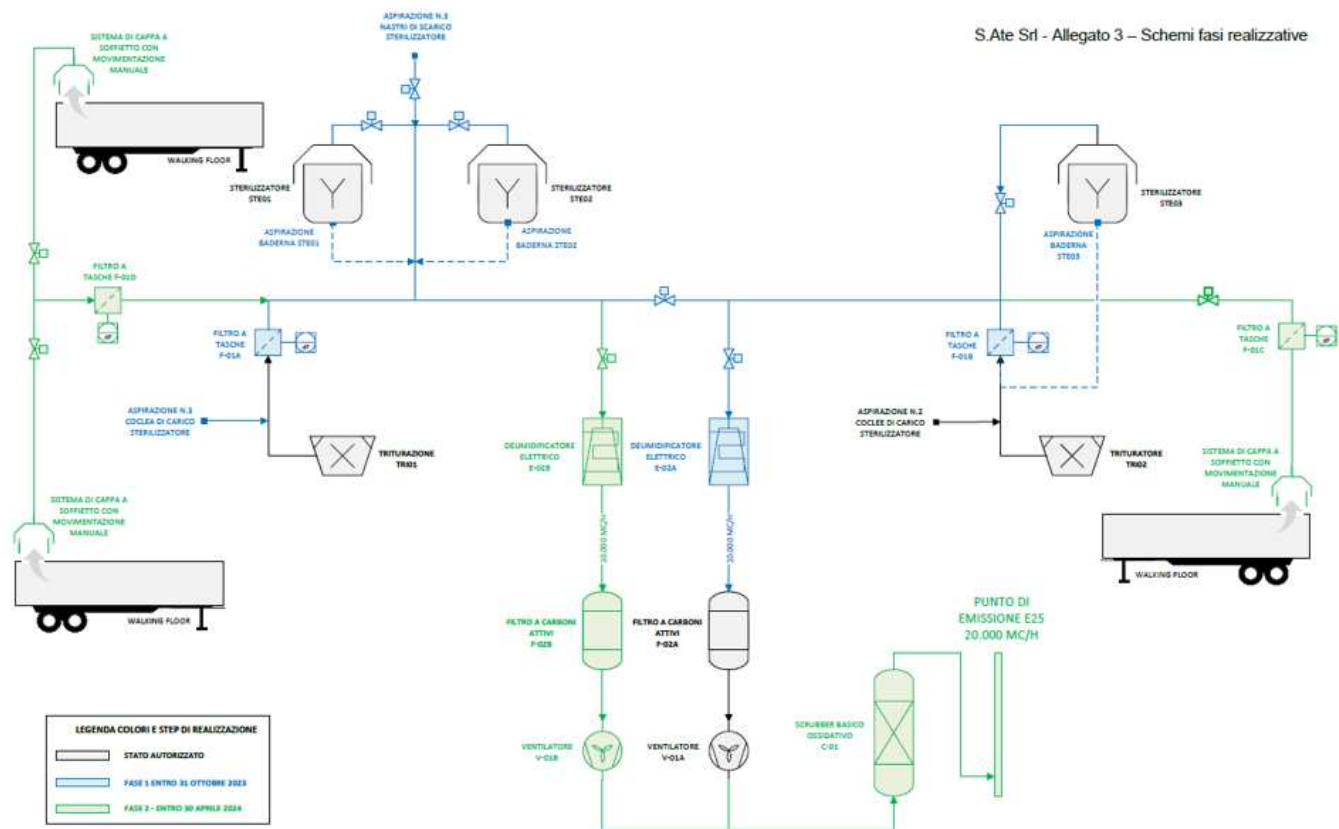 S.Ate Srl - Allegato 3 – Schemi fasi realizzative
ASPIRAZIONE N.3
NASTRI DI SCARICO
STERILIZZATORE
SISTEMA DI CAPPA A
SOFFIETTO CON
MOVIMENTAZIONE
MANUALE
WALKING FLOOR
STERILIZZATORE
STE01
STERILIZZATORE
STE02
STERILIZZATORE
STE03
ASPIRAZIONE
BADERNA STE01
ASPIRAZIONE
BADERNA STE02
ASPIRAZIONE
BADERNA
STE03
FILTRO A
TASCHE F-01D
FILTRO A
TASCHE
F-01A
FILTRO A
TASCHE
F-01B
FILTRO A
TASCHE
F-01C
ASPIRAZIONE N.3
COCLEA DI CARICO
STERILIZZATORE
TRITURAZIONE
TRI01
DEUMIDIFICATORE
ELETTRICO
E-02B
DEUMIDIFICATORE
ELETTRICO
E-02A
ASPIRAZIONE N.2
COCLEE DI CARICO
STERILIZZATORE
TRITURATORE
TRI02
SISTEMA DI CAPPA A
SOFFIETTO CON
MOVIMENTAZIONE
MANUALE
SISTEMA DI CAPPA A
SOFFIETTO CON
MOVIMENTAZIONE
MANUALE
WALKING FLOOR
WALKING FLOOR
10.000 MC/H
10.000 MC/H
FILTRO A CARBONI
ATTIVI
F-02B
FILTRO A CARBONI
ATTIVI
F-02A
PUNTO DI
EMISSIONE E25
20.000 MC/H
SCRUBBER BASICO
OSSIDATIVO
C-01
VENTILATORE
V-01B
VENTILATORE
V-01A
LEGENDA COLORI E STEP DI REALIZZAZIONE
STATO AUTORIZZATO
FASE 1 ENTRO 31 OTTOBRE 2023
FASE 2 - ENTRO 30 APRILE 2024